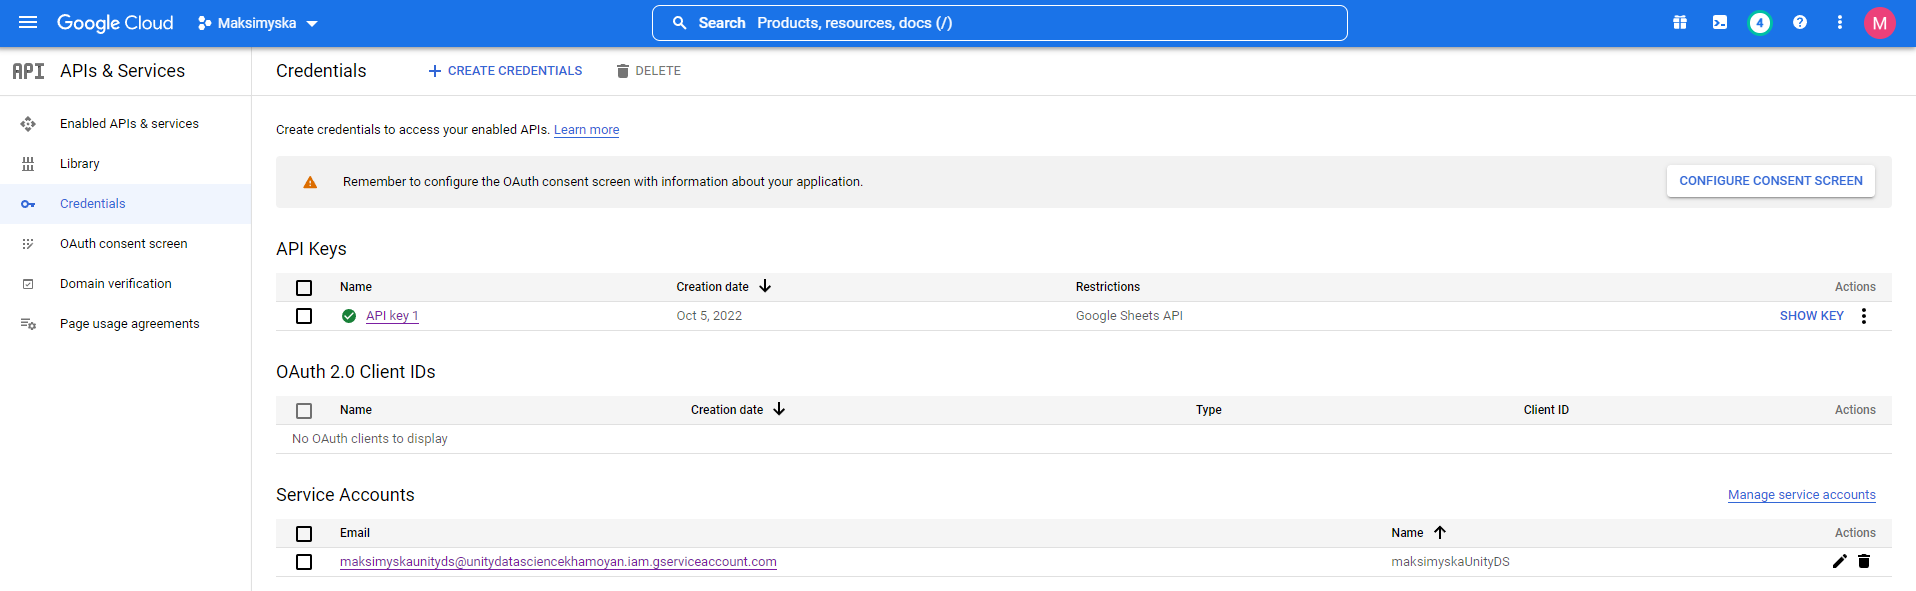 Google Cloud Maksimyska Search Products, resources, docs (/) 4 M
API APIs & Services Credentials CREATE CREDENTIALS DELETE
Enabled APIs & services
Library
Credentials
OAuth consent screen
Domain verification
Page usage agreements
Create credentials to access your enabled APIs. Learn more
Remember to configure the OAuth consent screen with information about your application. CONFIGURE CONSENT SCREEN
API Keys
Name Creation date Restrictions Actions
API key 1 Oct 5, 2022 Google Sheets API SHOW KEY
OAuth 2.0 Client IDs
Name Creation date Type Client ID Actions
No OAuth clients to display
Service Accounts Manage service accounts
Email Name Actions
maksimyskaunityds@unitydatasciencekhamoyan.iam.gserviceaccount.com maksimyskaUnityDS